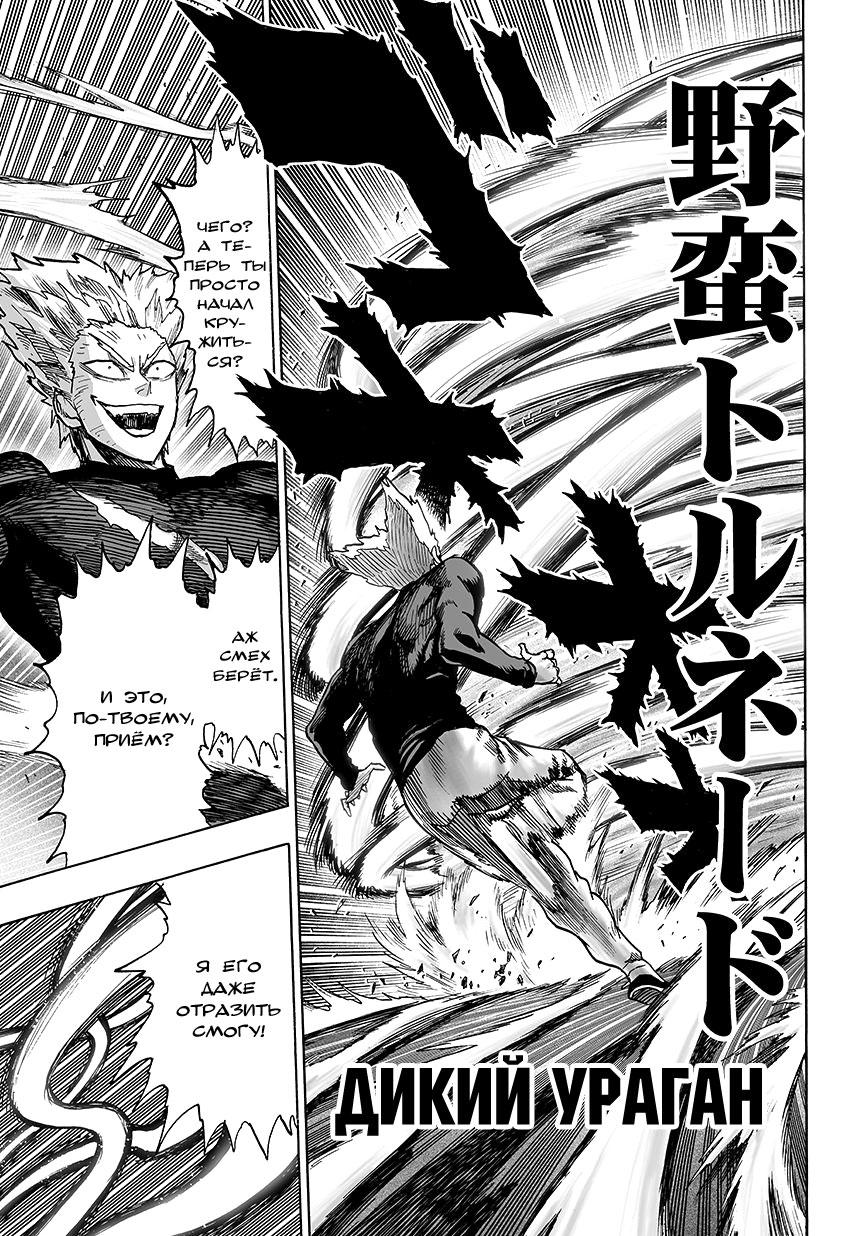 野蛮トルネード
ДИКИЙ УРАГАН
ЧЕГО?
А ТЕ-
ПЕРЬ ТЫ
ПРОСТО
НАЧАЛ
КРУ-
ЖИТЬ-
СЯ?
АЖ
СМЕХ
БЕРЁТ.
И ЭТО,
ПО-ТВОЕМУ,
ПРИЁМ?
Я ЕГО
ДАЖЕ
ОТРАЗИТЬ
СМОГУ!